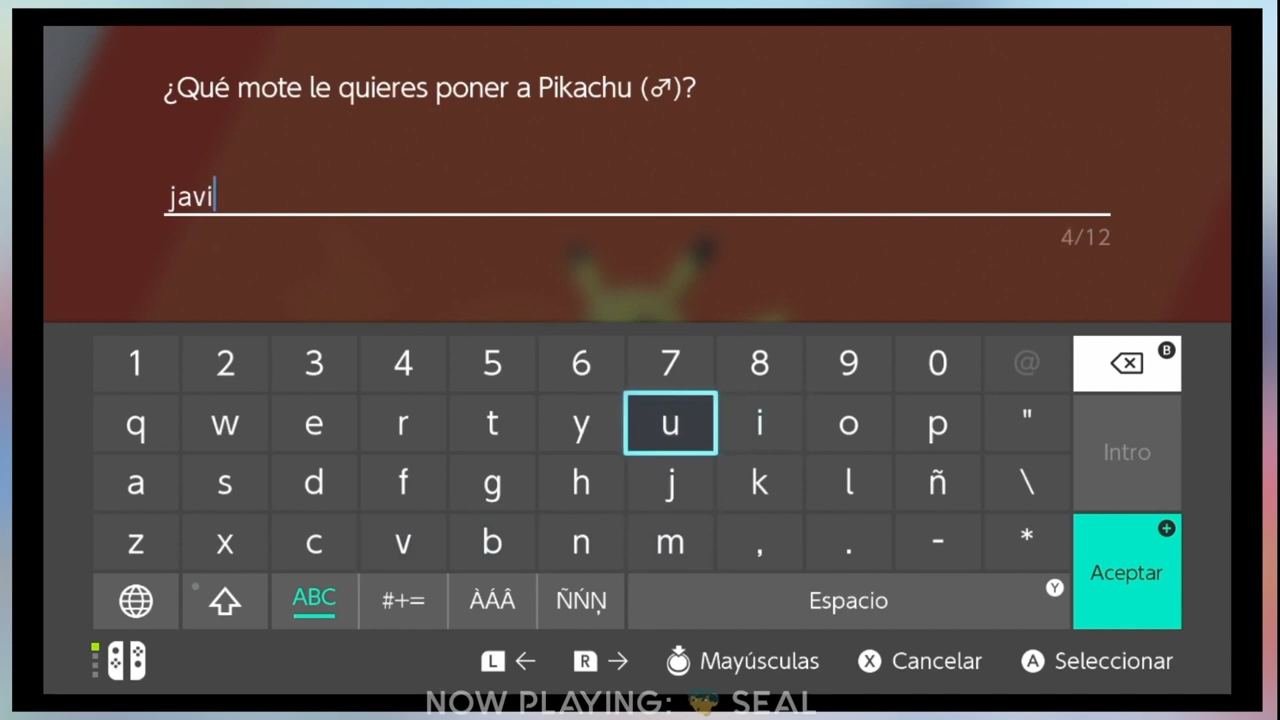 ¿Qué mote le quieres poner a Pikachu (♂)?
javi
4/12
1 2 3 4 5 6 7 8 9 0 @ B
q w e r t y u i o p "
Intro
a s d f g h j k l ñ \
z x c v b n m , . - * +
Aceptar
ABC #+= ÀÁÂ ÑŃŅ Espacio Y
L ← R → Mayúsculas X Cancelar A Seleccionar
NOW PLAYING: SEAL